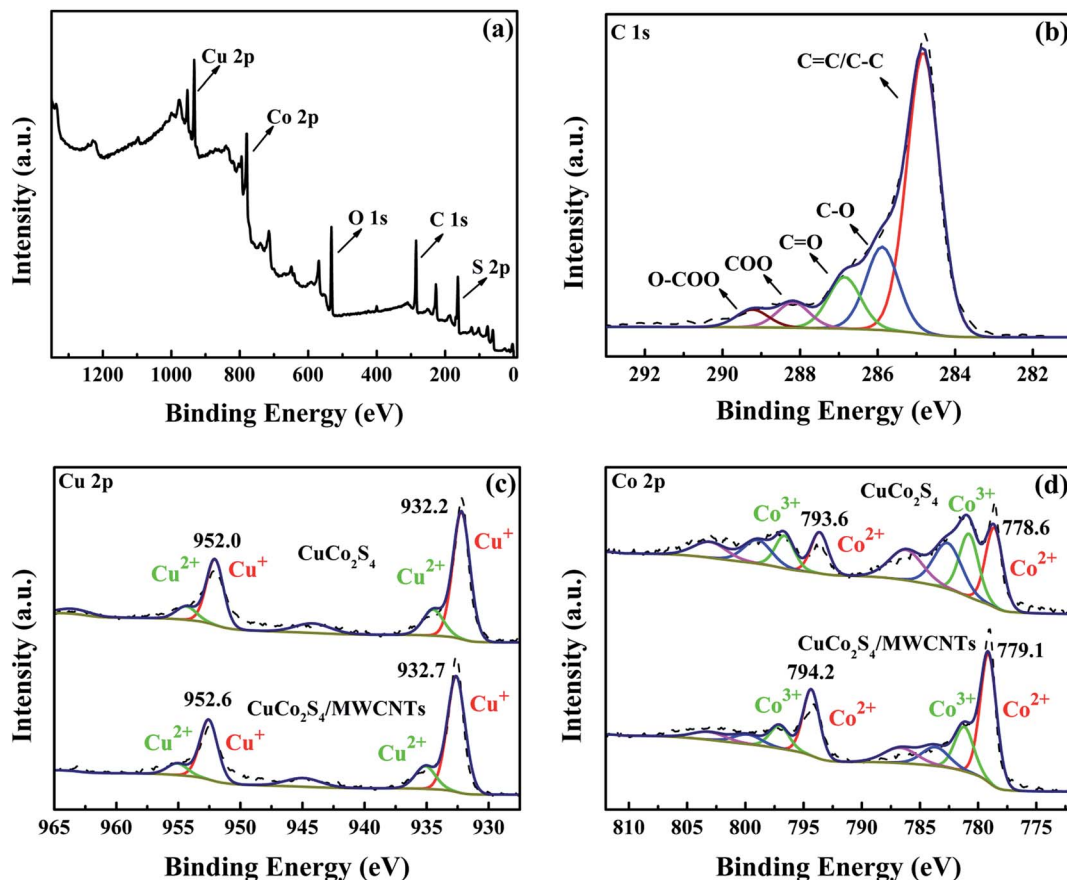 (a)
Cu 2p
Co 2p
O 1s
C 1s
S 2p
Intensity (a.u.)
1200 1000 800 600 400 200 0
Binding Energy (eV)
(b)
C 1s
C=C/C-C
C-O
C=O
COO
O-COO
Intensity (a.u.)
292 290 288 286 284 282
Binding Energy (eV)
Cu 2p
(c)
932.2
952.0
Cu⁺
Cu²⁺
Cu⁺
CuCo₂S₄
Cu²⁺
932.7
952.6
CuCo₂S₄/MWCNTs
Cu⁺
Cu²⁺
Cu⁺
Cu²⁺
Intensity (a.u.)
965 960 955 950 945 940 935 930
Binding Energy (eV)
Co 2p
(d)
CuCo₂S₄
Co³⁺
793.6
Co³⁺
778.6
Co²⁺
Co²⁺
CuCo₂S₄/MWCNTs
779.1
794.2
Co³⁺
Co²⁺
Co³⁺
Co²⁺
Intensity (a.u.)
810 805 800 795 790 785 780 775
Binding Energy (eV)